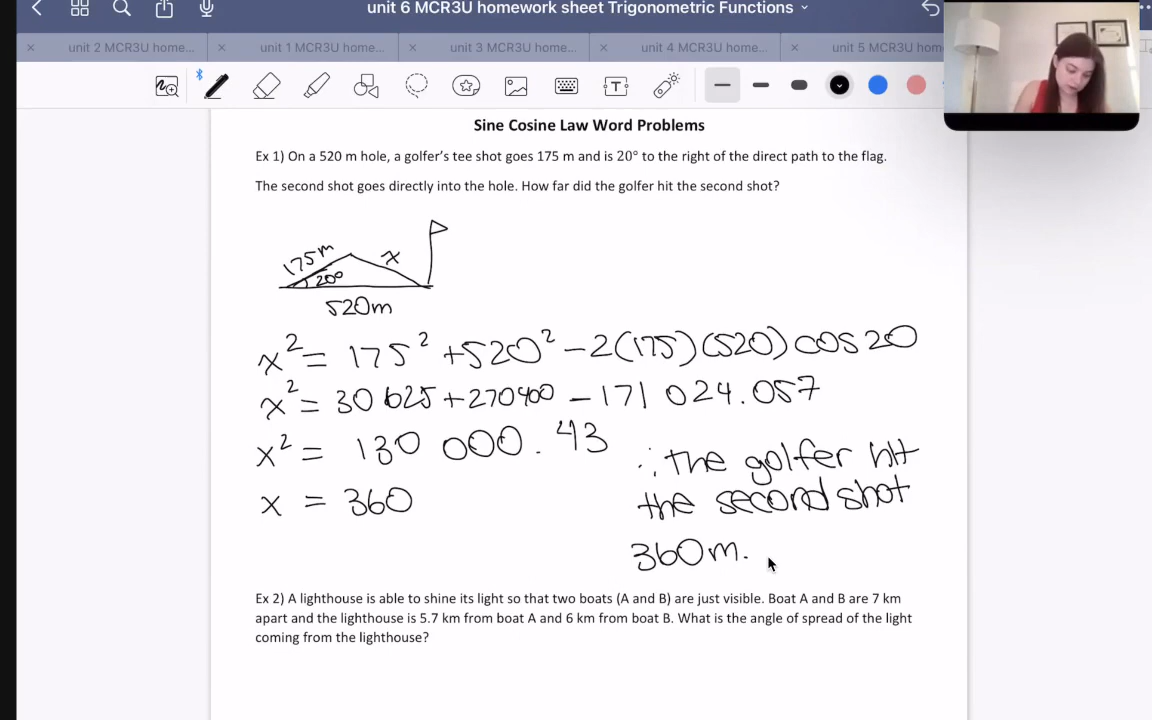 unit 6 MCR3U homework sheet Trigonometric Functions
unit 2 MCR3U home...
unit 1 MCR3U home...
unit 3 MCR3U home...
unit 4 MCR3U home...
unit 5 MCR3U hom
T
Sine Cosine Law Word Problems
Ex 1) On a 520 m hole, a golfer's tee shot goes 175 m and is 20° to the right of the direct path to the flag.
The second shot goes directly into the hole. How far did the golfer hit the second shot?
175m
x
20°
520m
x² = 175² + 520² - 2(175)(520) cos 20
x² = 30 625 + 270400 - 171 024.057
x² = 130 000.43
x = 360
∴ the golfer hit
the second shot
360m.
Ex 2) A lighthouse is able to shine its light so that two boats (A and B) are just visible. Boat A and B are 7 km
apart and the lighthouse is 5.7 km from boat A and 6 km from boat B. What is the angle of spread of the light
coming from the lighthouse?